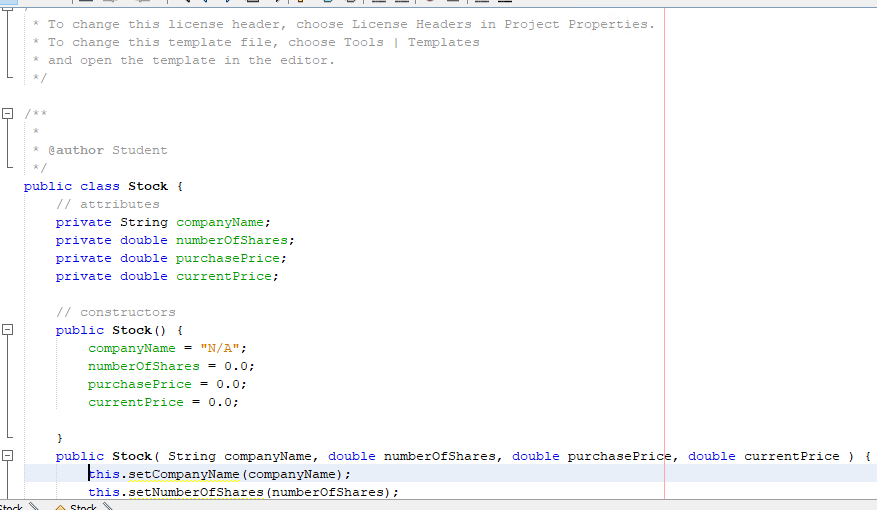 * To change this license header, choose License Headers in Project Properties.
* To change this template file, choose Tools | Templates
* and open the template in the editor.
*/
/**
*
* @author Student
*/
public class Stock {
// attributes
private String companyName;
private double numberOfShares;
private double purchasePrice;
private double currentPrice;
// constructors
public Stock() {
companyName = "N/A";
numberOfShares = 0.0;
purchasePrice = 0.0;
currentPrice = 0.0;
}
public Stock( String companyName, double numberOfShares, double purchasePrice, double currentPrice ) {
this.setCompanyName(companyName);
this.setNumberOfShares(numberOfShares);
Stock Stock